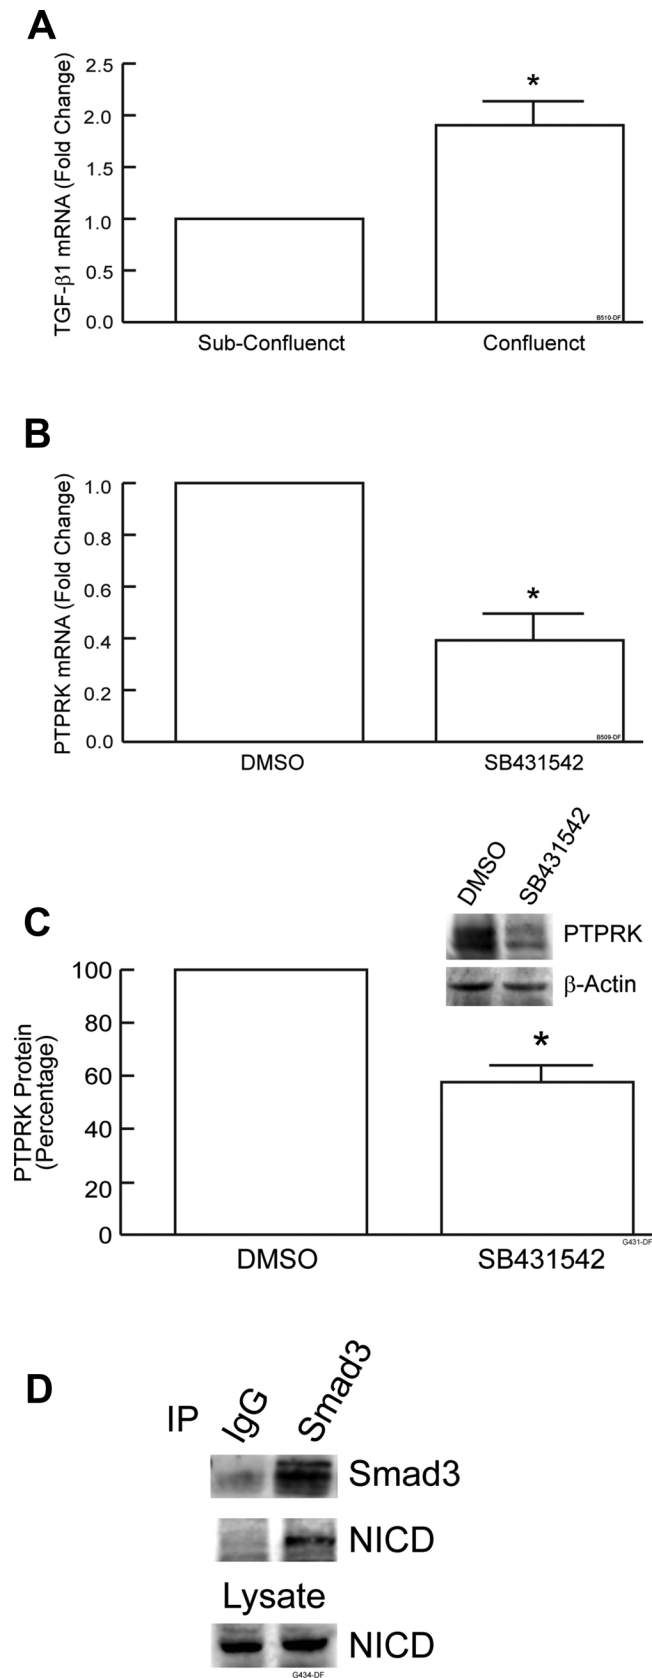 A
TGF-β1 mRNA (Fold Change)
2.5
2.0
1.5
1.0
0.5
0.0
*
B510-DF
Sub-Confluenct
Confluenct
B
PTPRK mRNA (Fold Change)
1.0
0.8
0.6
0.4
0.2
0.0
*
B509-DF
DMSO
SB431542
C
DMSO
SB431542
PTPRK
β-Actin
PTPRK Protein
(Percentage)
100
80
60
40
20
0
*
G431-DF
DMSO
SB431542
D
IP
IgG
Smad3
Smad3
NICD
Lysate
NICD
G434-DF